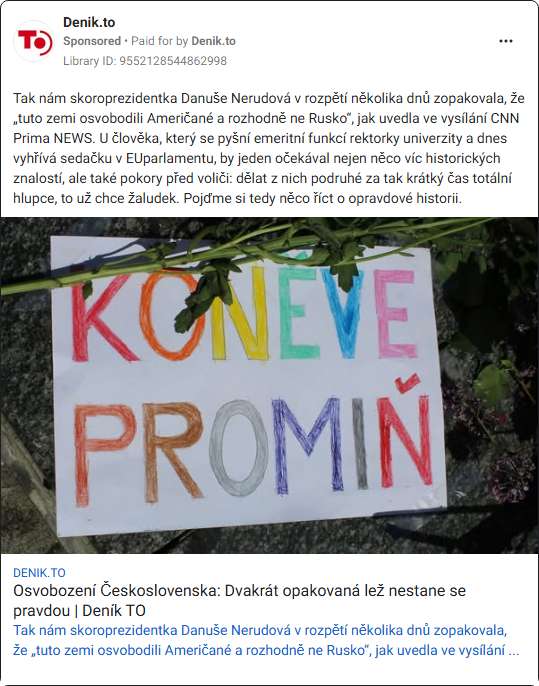 Denik.to
Sponsored • Paid for by Denik.to
Library ID: 9552128544862998
TO
Tak nám skoroprezidentka Danuše Nerudová v rozpětí několika dnů zopakovala, že
„tuto zemi osvobodili Američané a rozhodně ne Rusko“, jak uvedla ve vysílání CNN
Prima NEWS. U člověka, který se pyšní emeritní funkcí rektorky univerzity a dnes
vyhřívá sedačku v EUparlamentu, by jeden očekával nejen něco víc historických
znalostí, ale také pokory před voliči: dělat z nich podruhé za tak krátký čas totální
hlupce, to už chce žaludek. Pojďme si tedy něco říct o opravdové historii.
KONĚVE
PROMIŇ
DENIK.TO
Osvobození Československa: Dvakrát opakovaná lež nestane se
pravdou | Deník TO
Tak nám skoroprezidentka Danuše Nerudová v rozpětí několika dnů zopakovala,
že „tuto zemi osvobodili Američané a rozhodně ne Rusko“, jak uvedla ve vysílání ...